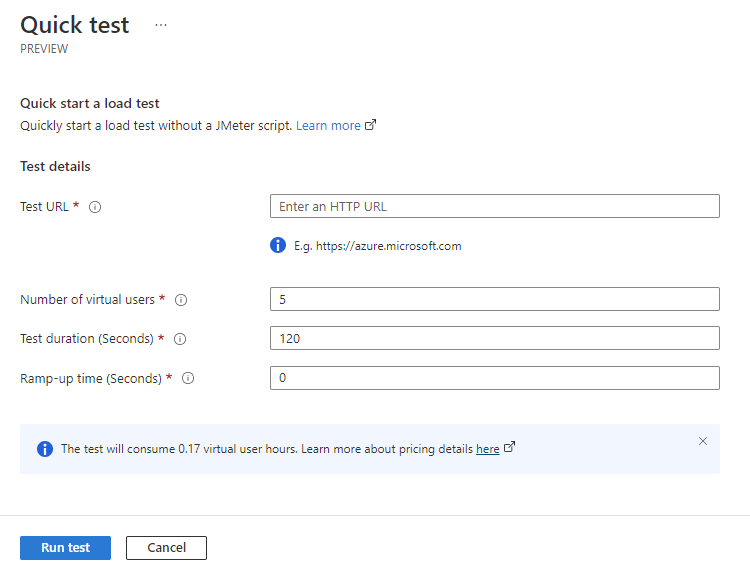 Quick test ...
PREVIEW
Quick start a load test
Quickly start a load test without a JMeter script. Learn more
Test details
Test URL *
Enter an HTTP URL
E.g. https://azure.microsoft.com
Number of virtual users *
5
Test duration (Seconds) *
120
Ramp-up time (Seconds) *
0
The test will consume 0.17 virtual user hours. Learn more about pricing details here
Run test
Cancel